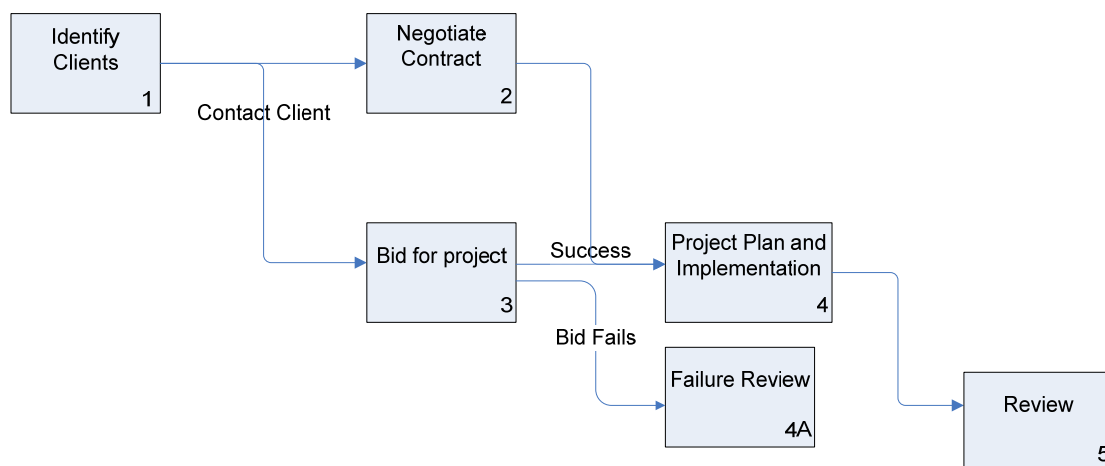 Identify
Clients
1
Negotiate
Contract
2
Contact Client
Bid for project
3
Success
Project Plan and
Implementation
4
Bid Fails
Failure Review
4A
Review
5